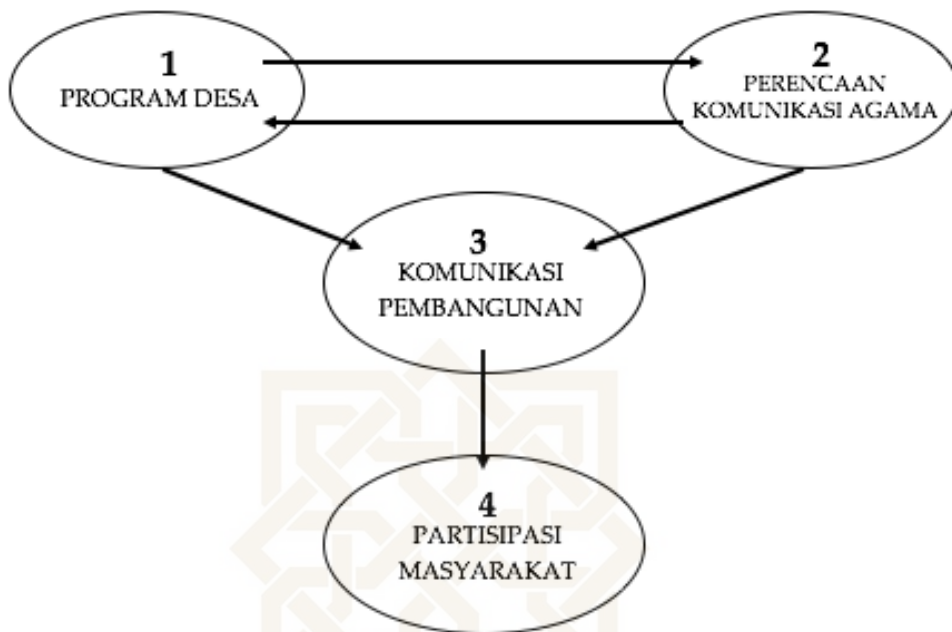 1
PROGRAM DESA
2
PERENCAAN
KOMUNIKASI AGAMA
3
KOMUNIKASI
PEMBANGUNAN
4
PARTISIPASI
MASYARAKAT